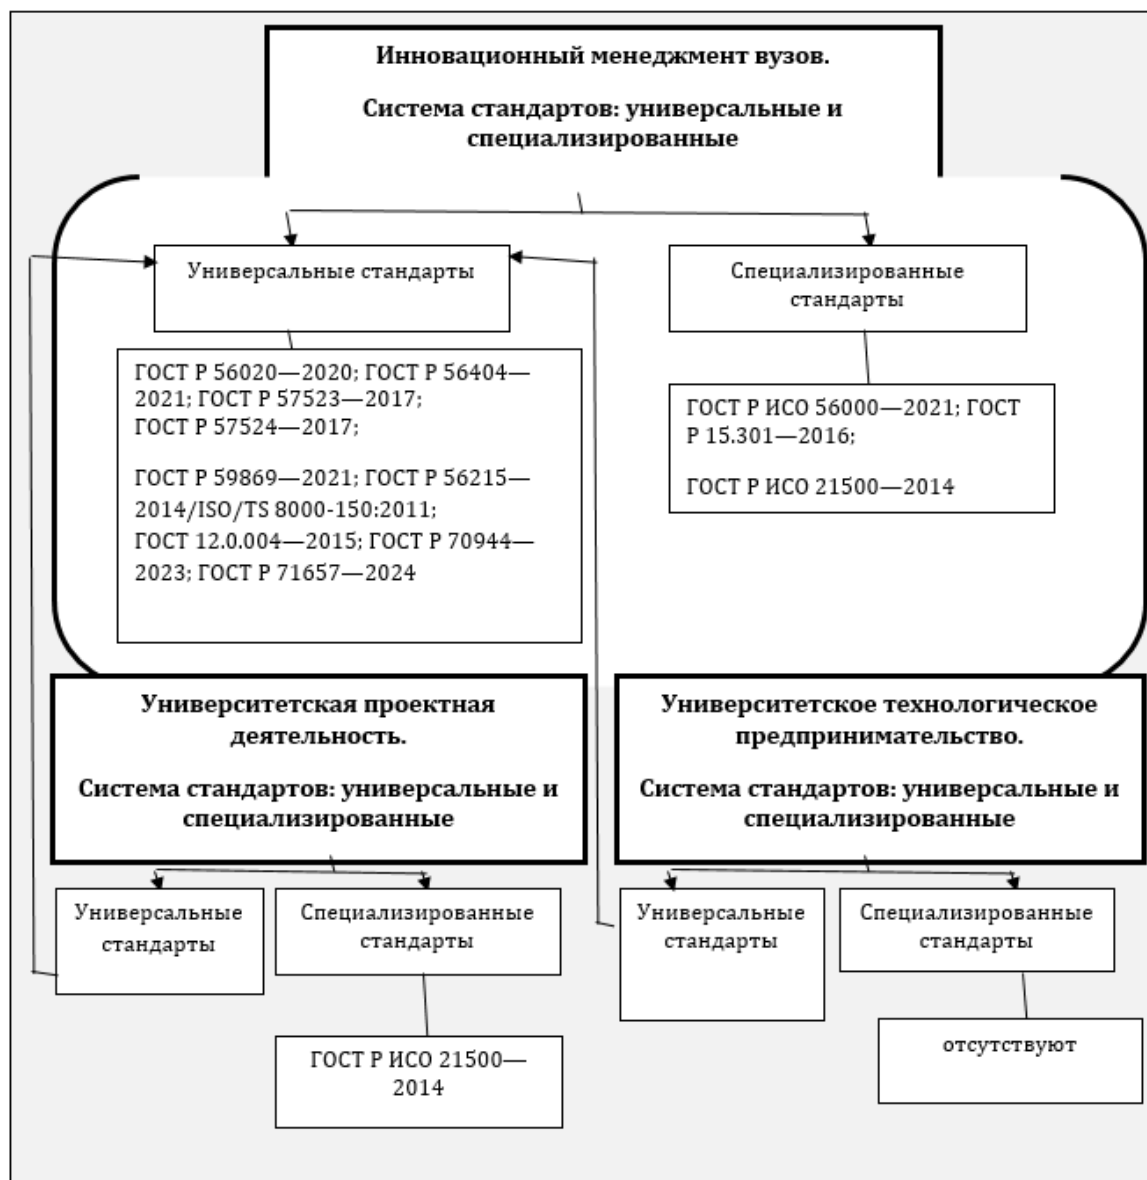 Инновационный менеджмент вузов.
Система стандартов: универсальные и
специализированные
Универсальные стандарты
Специализированные
стандарты
ГОСТ Р 56020—2020; ГОСТ Р 56404—
2021; ГОСТ Р 57523—2017;
ГОСТ Р 57524—2017;
ГОСТ Р 59869—2021; ГОСТ Р 56215—
2014/ISO/TS 8000-150:2011;
ГОСТ 12.0.004—2015; ГОСТ Р 70944—
2023; ГОСТ Р 71657—2024
ГОСТ Р ИСО 56000—2021; ГОСТ
Р 15.301—2016;
ГОСТ Р ИСО 21500—2014
Университетская проектная
деятельность.
Система стандартов: универсальные и
специализированные
Университетское технологическое
предпринимательство.
Система стандартов: универсальные и
специализированные
Универсальные
стандарты
Специализированные
стандарты
ГОСТ Р ИСО 21500—
2014
Универсальные
стандарты
Специализированные
стандарты
отсутствуют